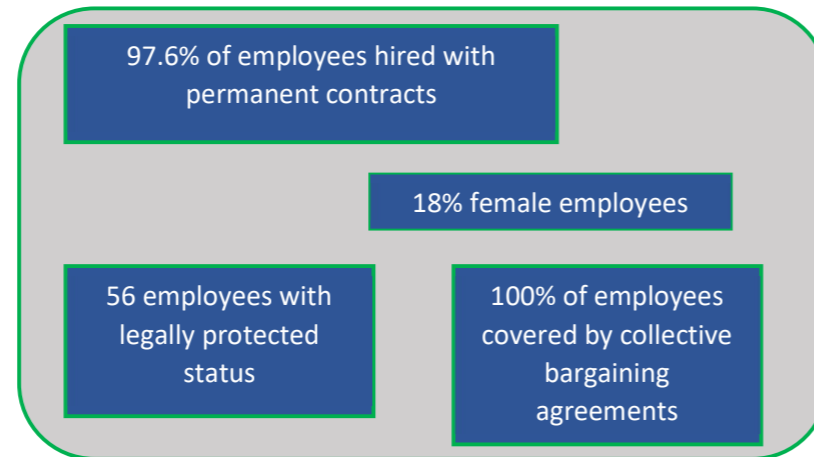 97.6% of employees hired with
permanent contracts
18% female employees
56 employees with
legally protected
status
100% of employees
covered by collective
bargaining
agreements